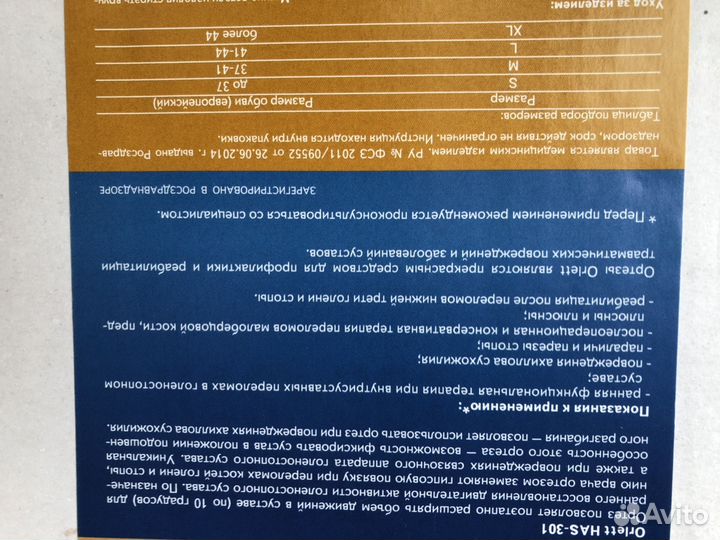 Orlett HAS-301
Ортез позволяет поэтапно расширять объем движений в суставе (по 10 градусов) для
раннего восстановления двигательной активности голеностопного сустава. По назначе-
нию врача ортезом заменяют гипсовую повязку при переломах костей голени и стопы,
а также при повреждениях связочного аппарата голеностопного сустава. Уникальная
особенность этого ортеза — возможность фиксировать сустав в положении подошвен-
ного разгибания — позволяет использовать ортез при повреждениях ахиллова сухожилия.
Показания к применению*:
- ранняя функциональная терапия при внутрисуставных переломах в голеностопном
суставе;
- повреждения ахиллова сухожилия;
- параличи и парезы стопы;
- послеоперационная и консервативная терапия переломов малоберцовой кости, пред-
плюсны и плюсны;
- реабилитация после переломов нижней трети голени и стопы.
Ортезы Orlett являются прекрасным средством для профилактики и реабилитации
травматических повреждений и заболеваний суставов.
* Перед применением рекомендуется проконсультироваться со специалистом.
ЗАРЕГИСТРИРОВАНО В РОСЗДРАВНАДЗОРЕ
Товар является медицинским изделием. РУ № ФСЗ 2011/09552 от 26.06.2014 г. выдано Росздрав-
надзором, срок действия не ограничен. Инструкция находится внутри упаковки.
Таблица подбора размеров:
Размер Размер обуви (европейский)
S до 37
M 37-41
L 41-44
XL более 44
Уход за изделием:
Avito